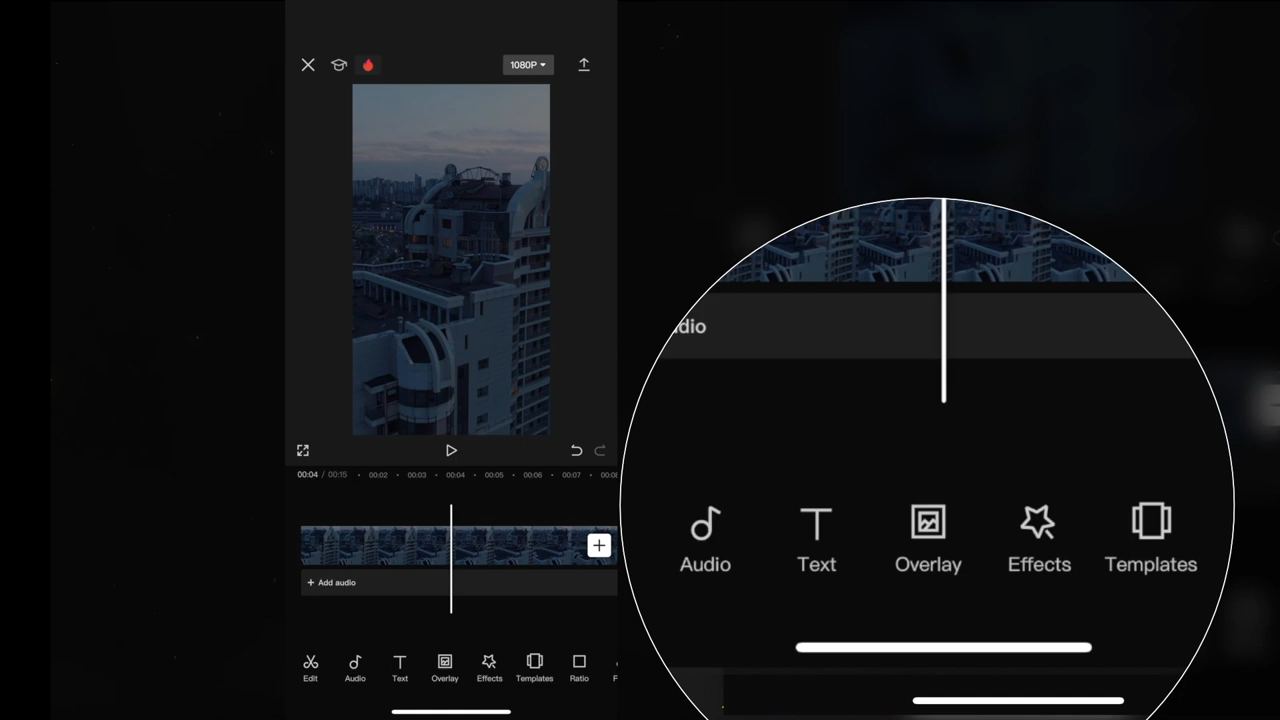 1080P
00:04 / 00:15 00:02 00:03 00:04 00:05 00:06 00:07
+ Add audio
Edit Audio Text Overlay Effects Templates Ratio
dio
Audio Text Overlay Effects Templates